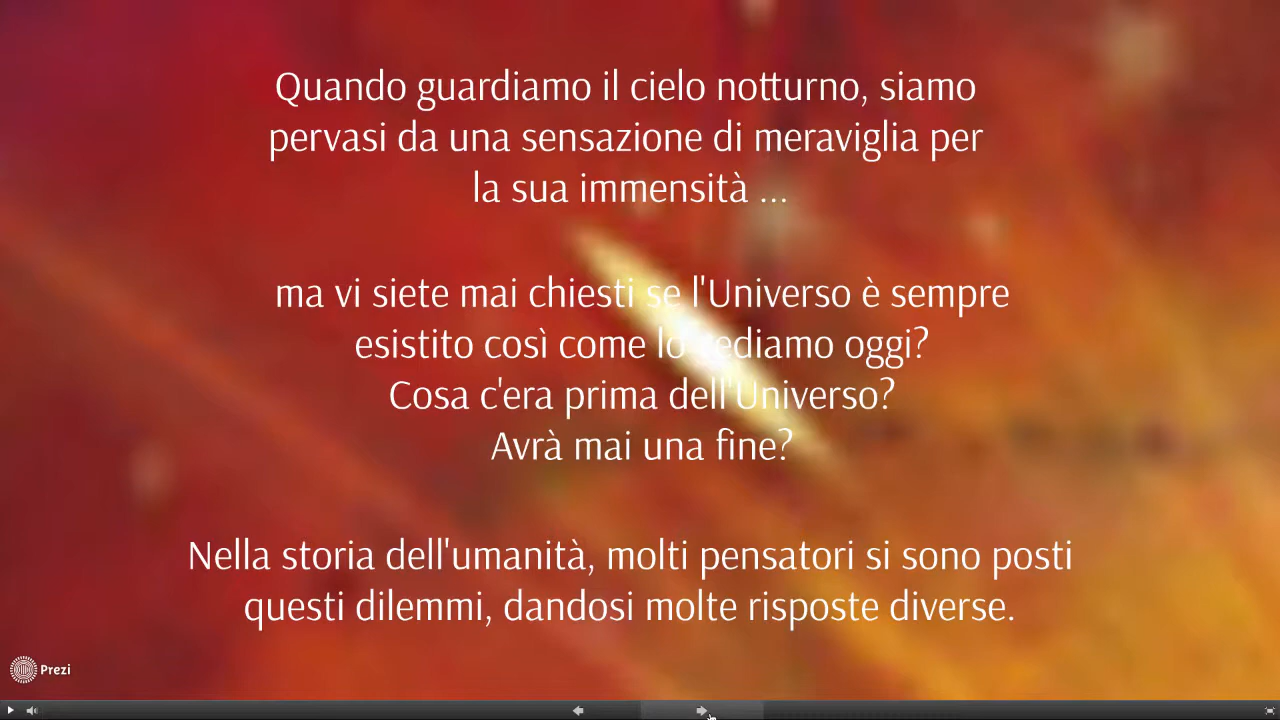 Quando guardiamo il cielo notturno, siamo
pervasi da una sensazione di meraviglia per
la sua immensità ...
ma vi siete mai chiesti se l'Universo è sempre
esistito così come lo vediamo oggi?
Cosa c'era prima dell'Universo?
Avrà mai una fine?
Nella storia dell'umanità, molti pensatori si sono posti
questi dilemmi, dandosi molte risposte diverse.
Prezi